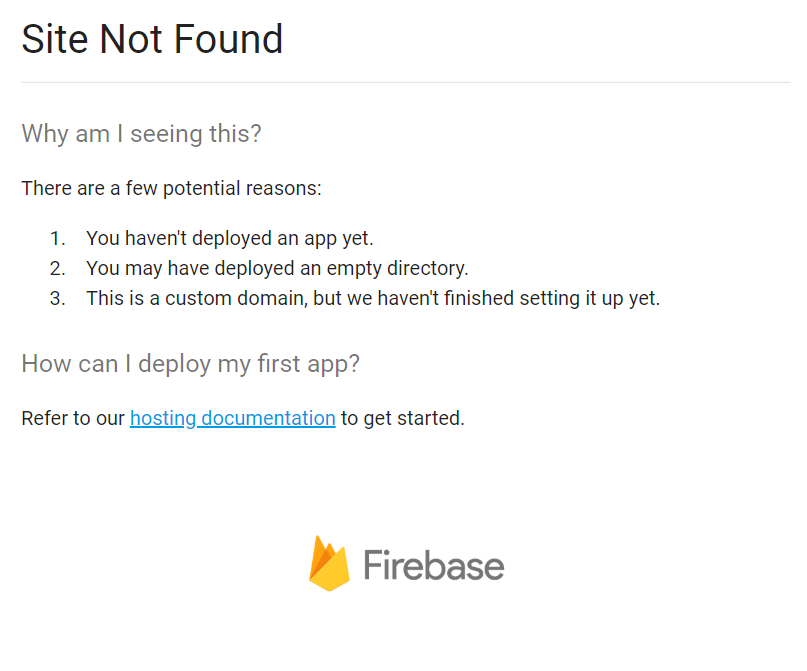 Site Not Found
Why am I seeing this?
There are a few potential reasons:
1. You haven't deployed an app yet.
2. You may have deployed an empty directory.
3. This is a custom domain, but we haven't finished setting it up yet.
How can I deploy my first app?
Refer to our hosting documentation to get started.
Firebase